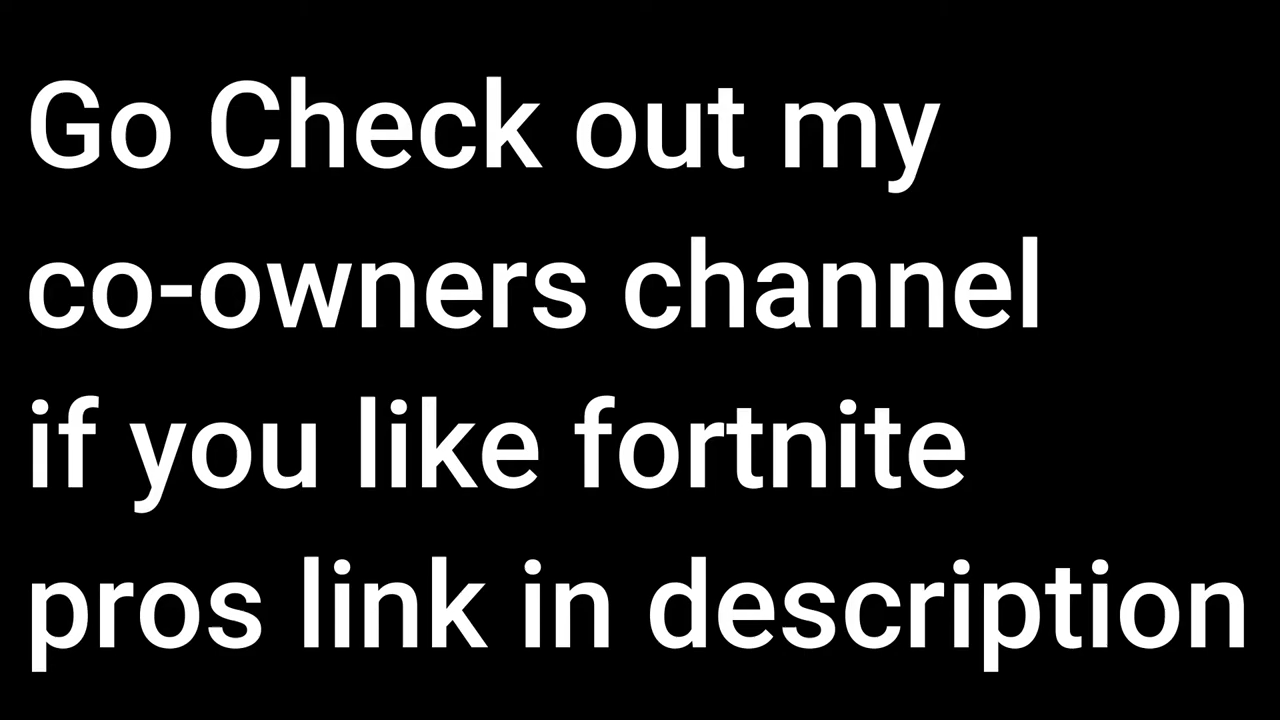 Go Check out my
co-owners channel
if you like fortnite
pros link in description